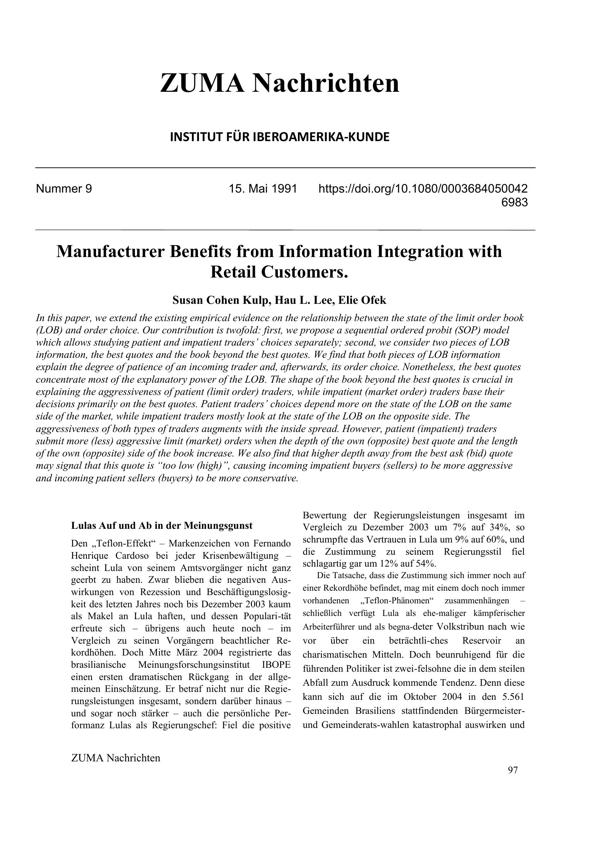 ZUMA Nachrichten
INSTITUT FÜR IBEROAMERIKA-KUNDE
Nummer 9 15. Mai 1991 https://doi.org/10.1080/0003684050042
6983
Manufacturer Benefits from Information Integration with
Retail Customers.
Susan Cohen Kulp, Hau L. Lee, Elie Ofek
In this paper, we extend the existing empirical evidence on the relationship between the state of the limit order book
(LOB) and order choice. Our contribution is twofold: first, we propose a sequential ordered probit (SOP) model
which allows studying patient and impatient traders’ choices separately; second, we consider two pieces of LOB
information, the best quotes and the book beyond the best quotes. We find that both pieces of LOB information
explain the degree of patience of an incoming trader and, afterwards, its order choice. Nonetheless, the best quotes
concentrate most of the explanatory power of the LOB. The shape of the book beyond the best quotes is crucial in
explaining the aggressiveness of patient (limit order) traders, while impatient (market order) traders base their
decisions primarily on the best quotes. Patient traders’ choices depend more on the state of the LOB on the same
side of the market, while impatient traders mostly look at the state of the LOB on the opposite side. The
aggressiveness of both types of traders augments with the inside spread. However, patient (impatient) traders
submit more (less) aggressive limit (market) orders when the depth of the own (opposite) best quote and the length
of the own (opposite) side of the book increase. We also find that higher depth away from the best ask (bid) quote
may signal that this quote is “too low (high)”, causing incoming impatient buyers (sellers) to be more aggressive
and incoming patient sellers (buyers) to be more conservative.
Lulas Auf und Ab in der Meinungsgunst
Den „Teflon-Effekt“ – Markenzeichen von Fernando
Henrique Cardoso bei jeder Krisenbewältigung –
scheint Lula von seinem Amtsvorgänger nicht ganz
geerbt zu haben. Zwar blieben die negativen Aus-
wirkungen von Rezession und Beschäftigungslosig-
keit des letzten Jahres noch bis Dezember 2003 kaum
als Makel an Lula haften, und dessen Populari-tät
erfreute sich – übrigens auch heute noch – im
Vergleich zu seinen Vorgängern beachtlicher Re-
kordhöhen. Doch Mitte März 2004 registrierte das
brasilianische Meinungsforschungsinstitut IBOPE
einen ersten dramatischen Rückgang in der allge-
meinen Einschätzung. Er betraf nicht nur die Regie-
rungsleistungen insgesamt, sondern darüber hinaus –
und sogar noch stärker – auch die persönliche Per-
formanz Lulas als Regierungschef: Fiel die positive
Bewertung der Regierungsleistungen insgesamt im
Vergleich zu Dezember 2003 um 7% auf 34%, so
schrumpfte das Vertrauen in Lula um 9% auf 60%, und
die Zustimmung zu seinem Regierungsstil fiel
schlagartig gar um 12% auf 54%.
Die Tatsache, dass die Zustimmung sich immer noch auf
einer Rekordhöhe befindet, mag mit einem doch noch immer
vorhandenen „Teflon-Phänomen“ zusammenhängen –
schließlich verfügt Lula als ehe-maliger kämpferischer
Arbeiterführer und als begna-deter Volkstribun nach wie
vor über ein beträchtli-ches Reservoir an
charismatischen Mitteln. Doch beunruhigend für die
führenden Politiker ist zwei-felsohne die in dem steilen
Abfall zum Ausdruck kommende Tendenz. Denn diese
kann sich auf die im Oktober 2004 in den 5.561
Gemeinden Brasiliens stattfindenden Bürgermeister-
und Gemeinderats-wahlen katastrophal auswirken und
ZUMA Nachrichten
97